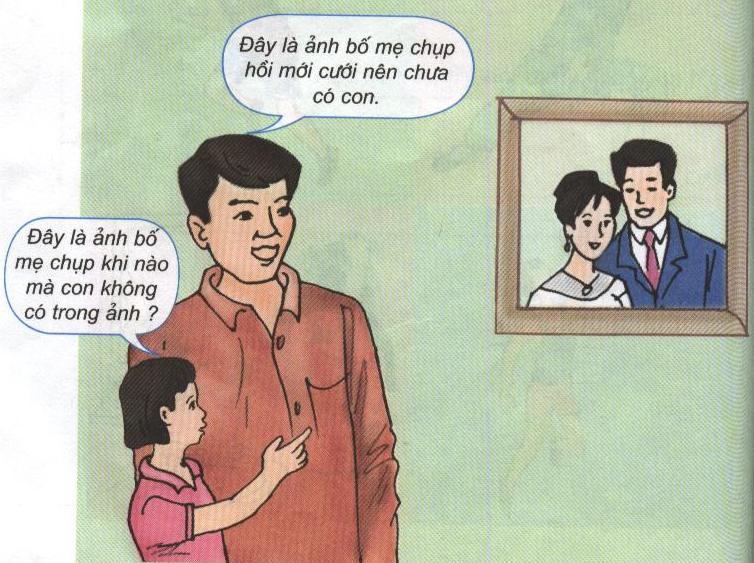 Đây là ảnh bố
mẹ chụp khi nào
mà con không
có trong ảnh ?
Đây là ảnh bố mẹ chụp
hồi mới cưới nên chưa
có con.